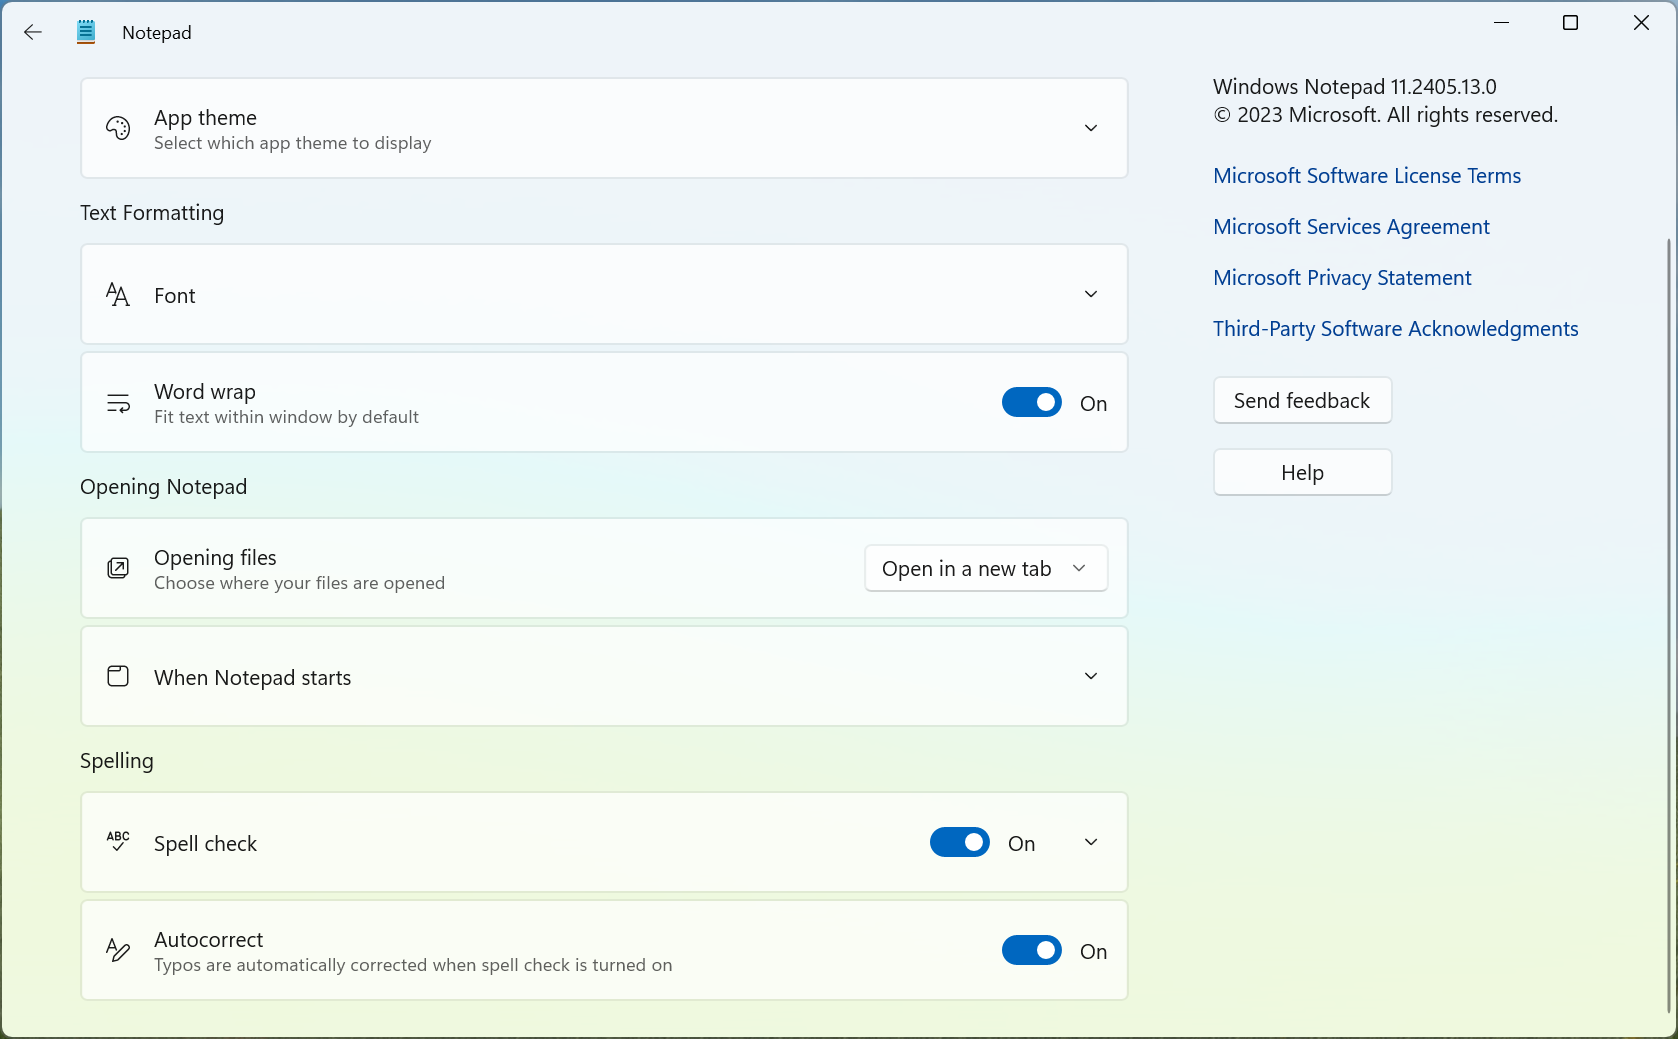 Notepad
App theme
Select which app theme to display
Text Formatting
Font
Word wrap
Fit text within window by default
On
Opening Notepad
Opening files
Choose where your files are opened
Open in a new tab
When Notepad starts
Spelling
ABC
Spell check
On
Autocorrect
Typos are automatically corrected when spell check is turned on
On
Windows Notepad 11.2405.13.0
© 2023 Microsoft. All rights reserved.
Microsoft Software License Terms
Microsoft Services Agreement
Microsoft Privacy Statement
Third-Party Software Acknowledgments
Send feedback
Help